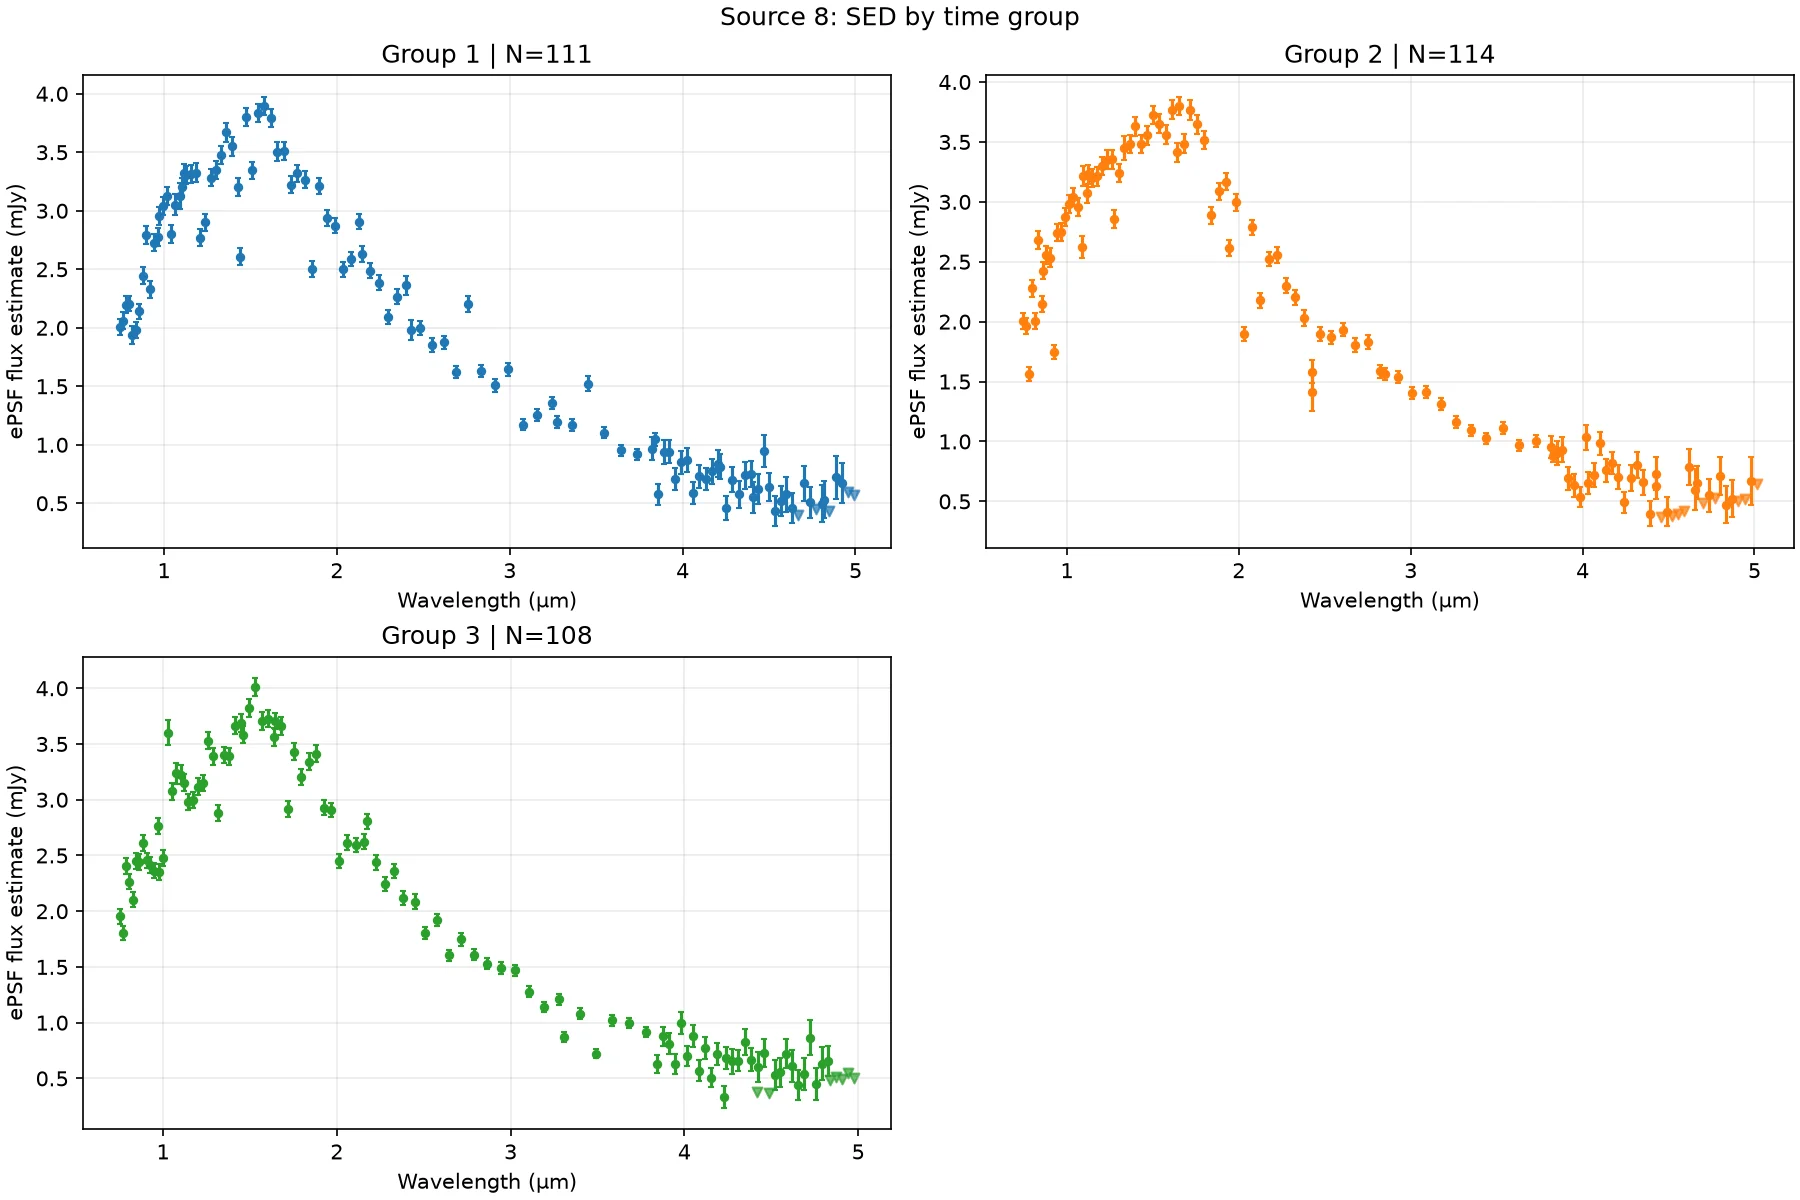 Source 8: SED by time group
Group 1 | N=111
ePSF flux estimate (mJy)
4.0
3.5
3.0
2.5
2.0
1.5
1.0
0.5
1 2 3 4 5
Wavelength (μm)
Group 2 | N=114
ePSF flux estimate (mJy)
4.0
3.5
3.0
2.5
2.0
1.5
1.0
0.5
1 2 3 4 5
Wavelength (μm)
Group 3 | N=108
ePSF flux estimate (mJy)
4.0
3.5
3.0
2.5
2.0
1.5
1.0
0.5
1 2 3 4 5
Wavelength (μm)